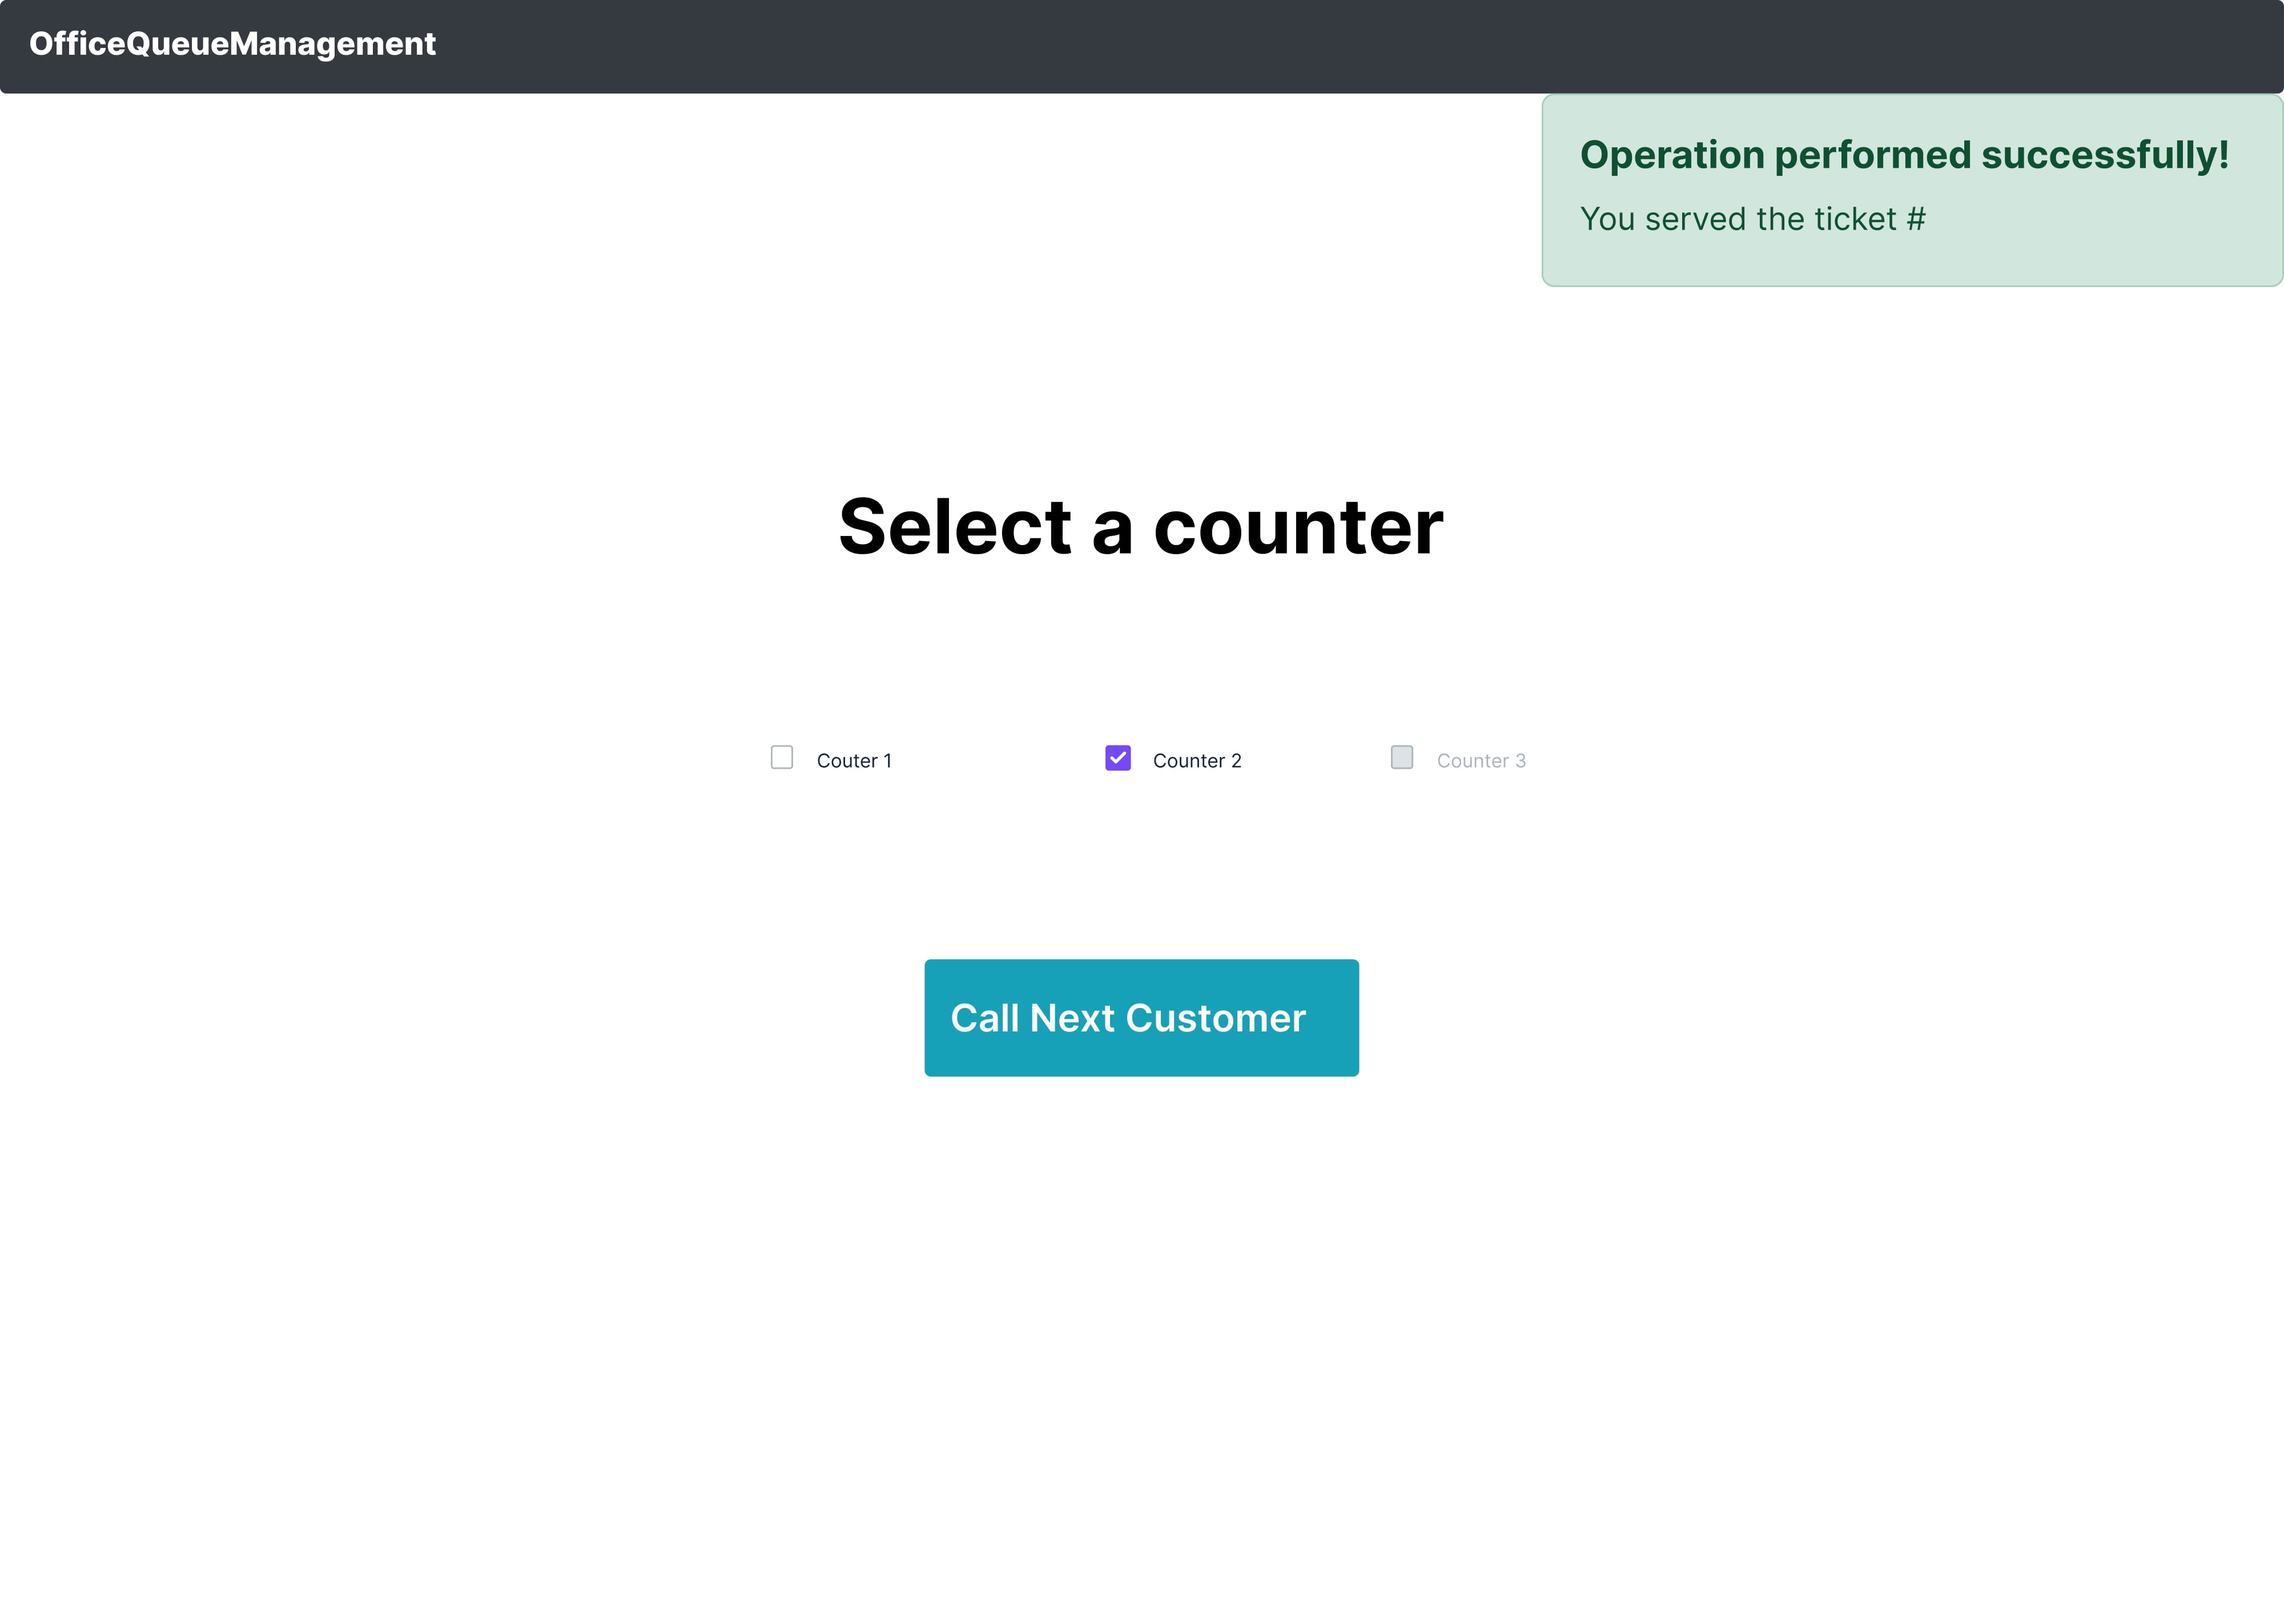 OfficeQueueManagement
Operation performed successfully!
You served the ticket #
Select a counter
Couter 1
Counter 2
Counter 3
Call Next Customer